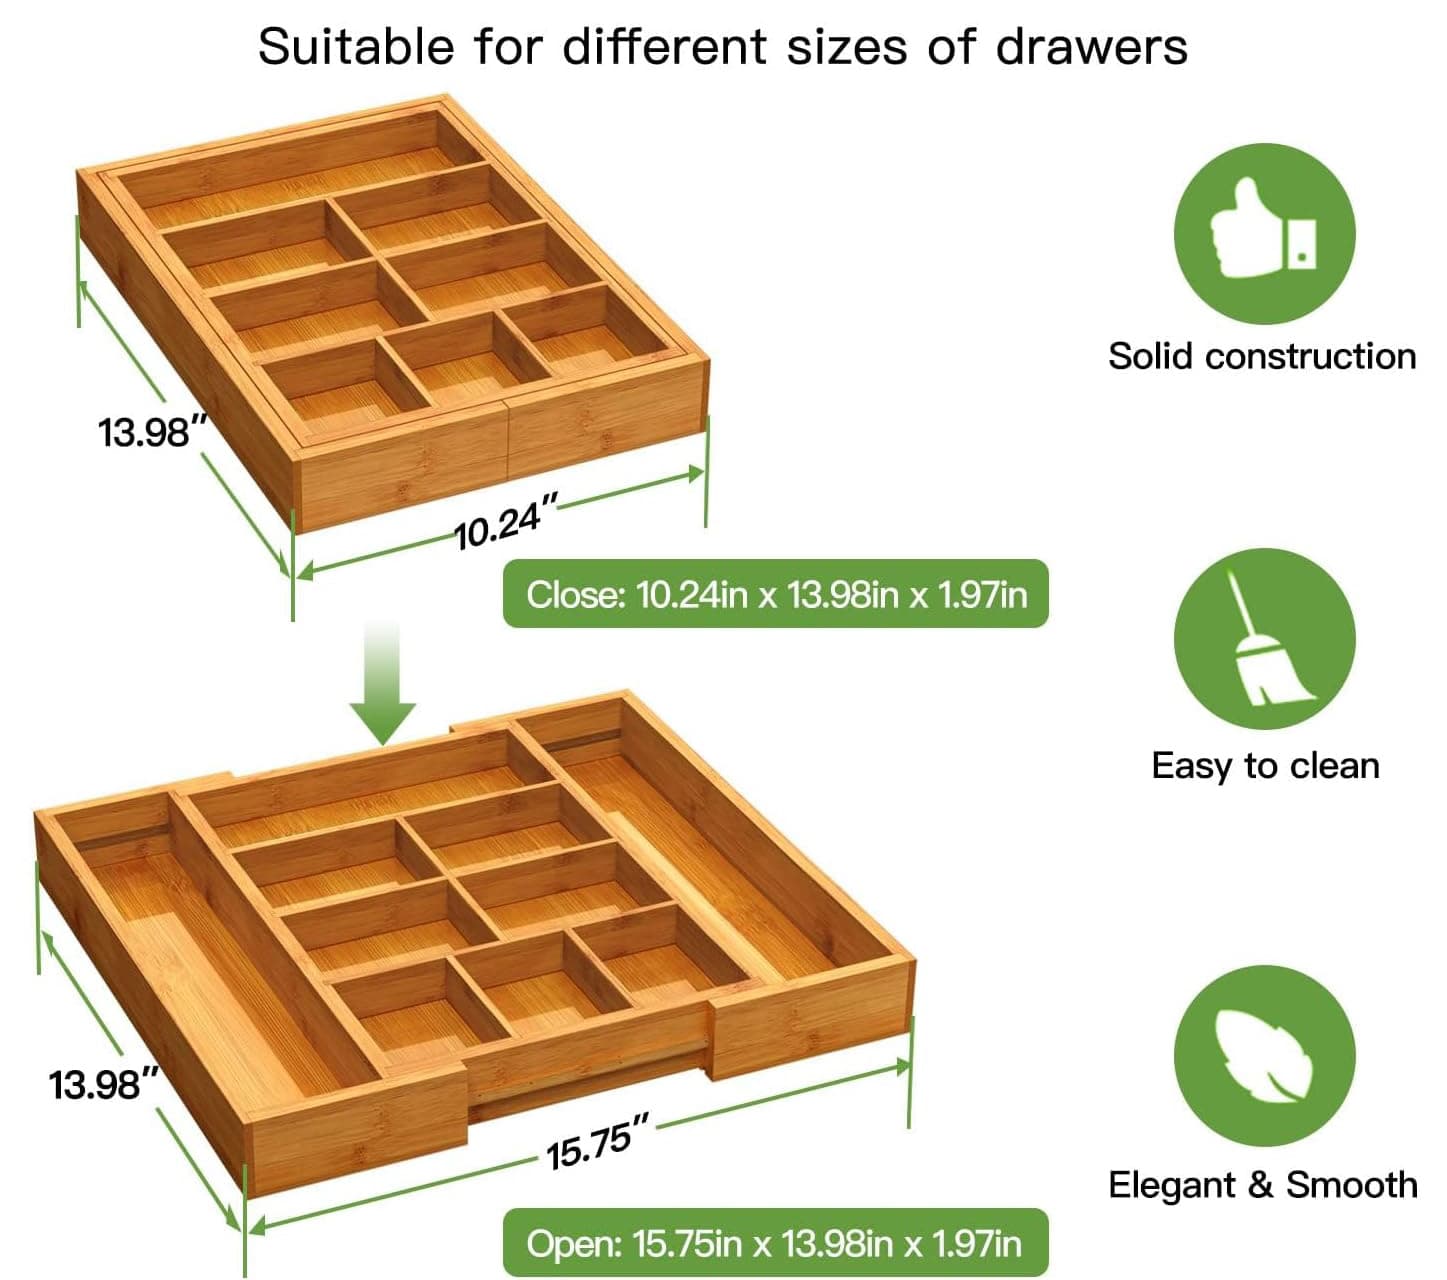 Suitable for different sizes of drawers
13.98"
10.24"
Close: 10.24in x 13.98in x 1.97in
13.98"
15.75"
Open: 15.75in x 13.98in x 1.97in
Solid construction
Easy to clean
Elegant & Smooth